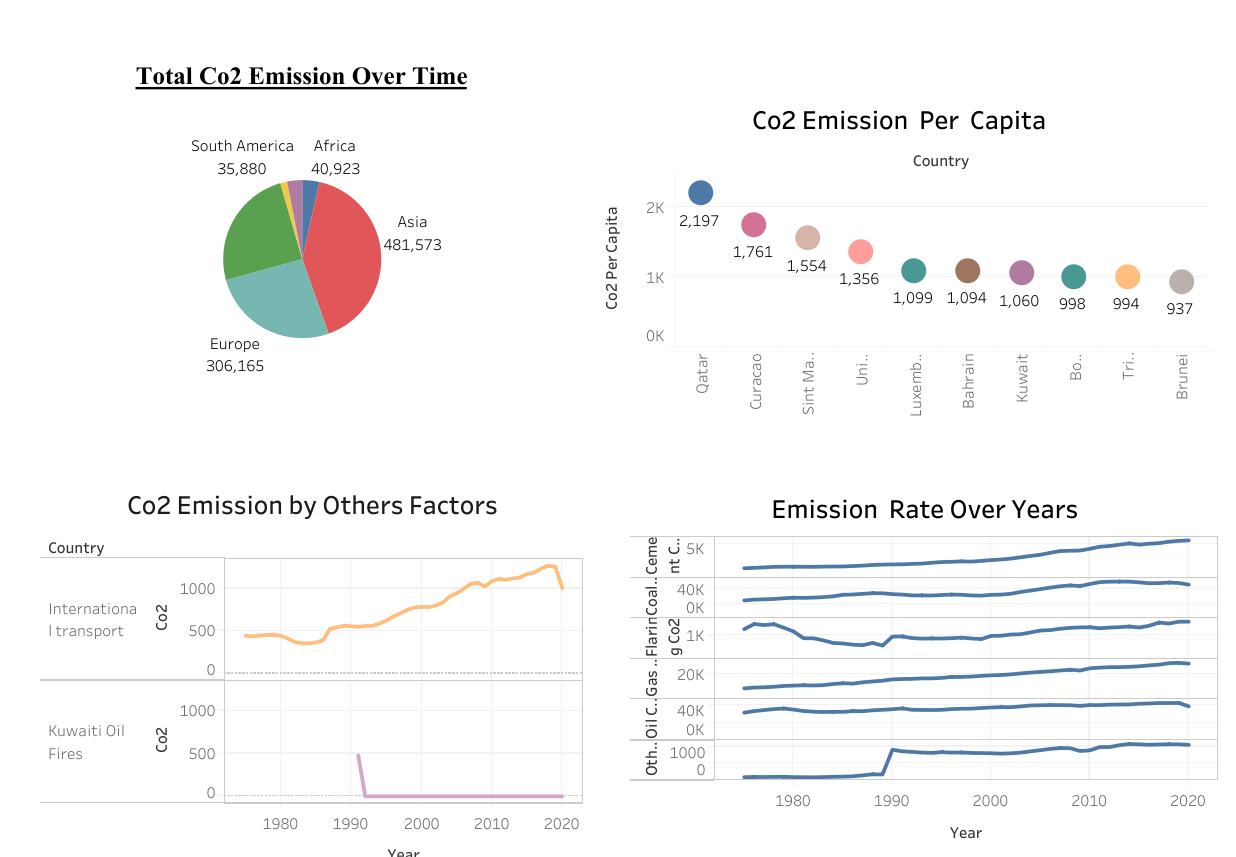 Total Co2 Emission Over Time
South America
35,880
Africa
40,923
Asia
481,573
Europe
306,165
Co2 Emission Per Capita
Country
Co2 Per Capita
2K
1K
0K
2,197
1,761
1,554
1,356
1,099
1,094
1,060
998
994
937
Qatar
Curacao
Sint Ma..
Uni..
Luxemb..
Bahrain
Kuwait
Bo..
Tri..
Brunei
Co2 Emission by Others Factors
Country
Internationa
l transport
Co2
1000
500
0
Kuwaiti Oil
Fires
Co2
1000
500
0
1980
1990
2000
2010
2020
Year
Emission Rate Over Years
Ceme
nt C..
5K
Coal..
40K
0K
Flarin
g Co2
1K
Gas ..
20K
Oil C..
40K
0K
Oth..
1000
0
1980
1990
2000
2010
2020
Year